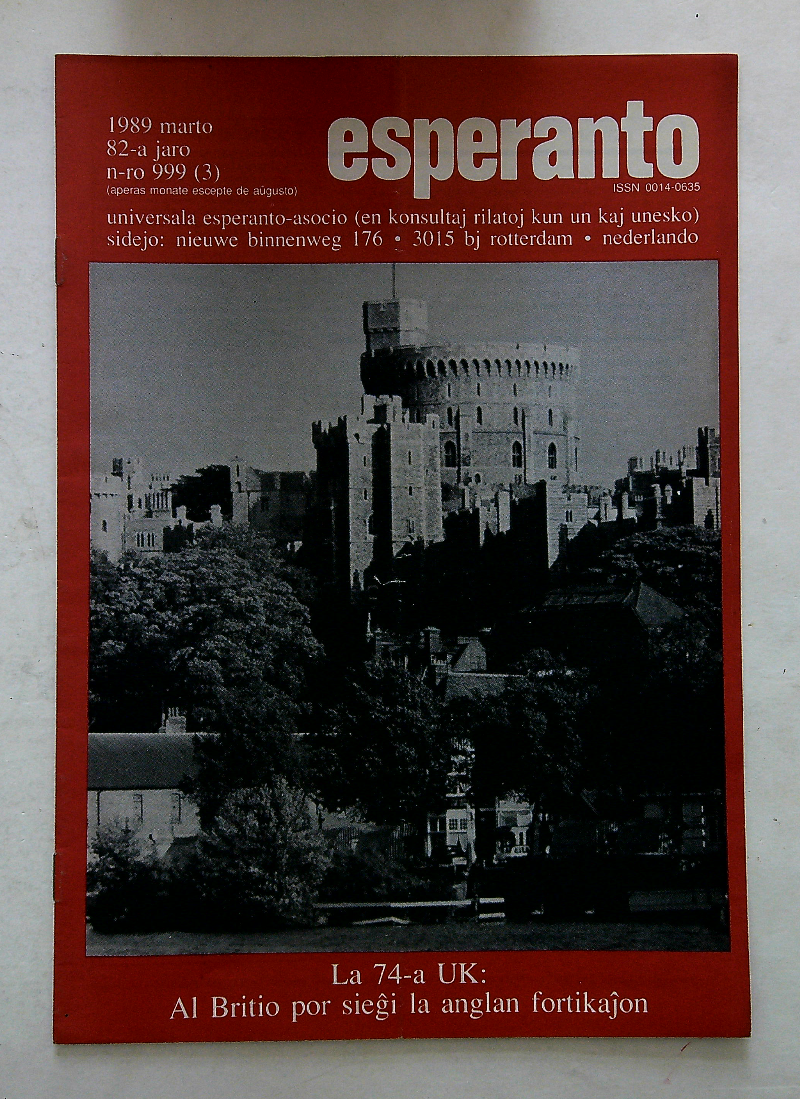 1989 marto
82-a jaro
n-ro 999 (3)
(aperas monate escepte de aŭgusto)
esperanto
ISSN 0014-0635
universala esperanto-asocio (en konsultaj rilatoj kun un kaj unesko)
sidejo: nieuwe binnenweg 176 • 3015 bj rotterdam • nederlando
La 74-a UK:
Al Britio por sieĝi la anglan fortikaĵon